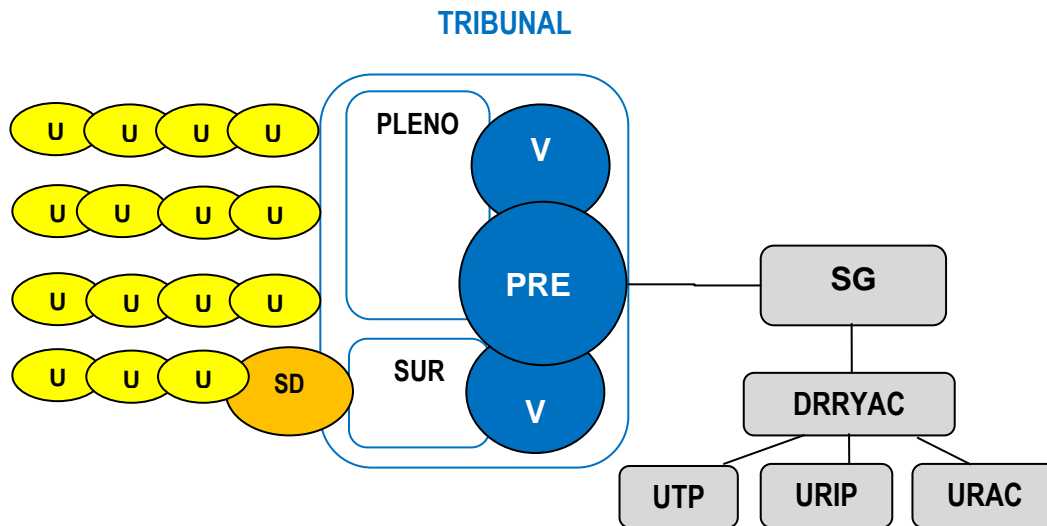 TRIBUNAL
U U U U
PLENO
V
U U U U
PRE
SG
U U U U
U U U SD
SUR
V
DRRYAC
UTP
URIP
URAC